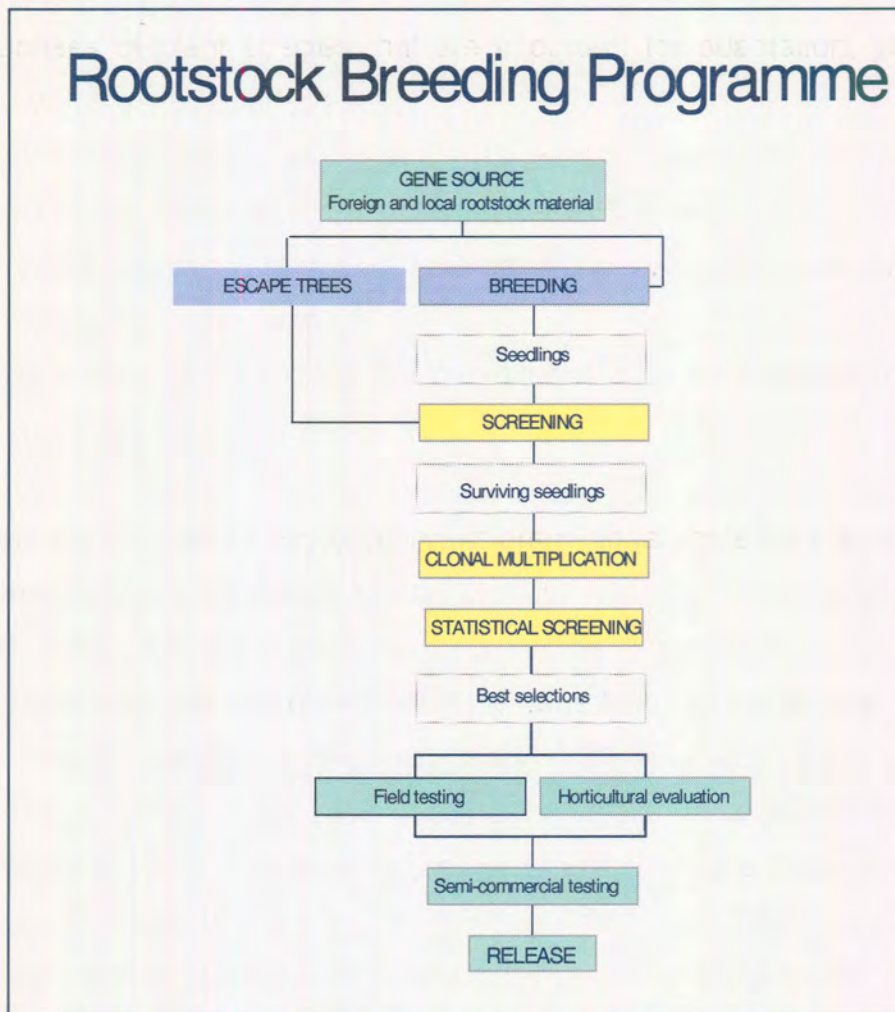 Rootstock Breeding Programme
GENE SOURCE
Foreign and local rootstock material
ESCAPE TREES
BREEDING
Seedlings
SCREENING
Surviving seedlings
CLONAL MULTIPLICATION
STATISTICAL SCREENING
Best selections
Field testing
Horticultural evaluation
Semi-commercial testing
RELEASE